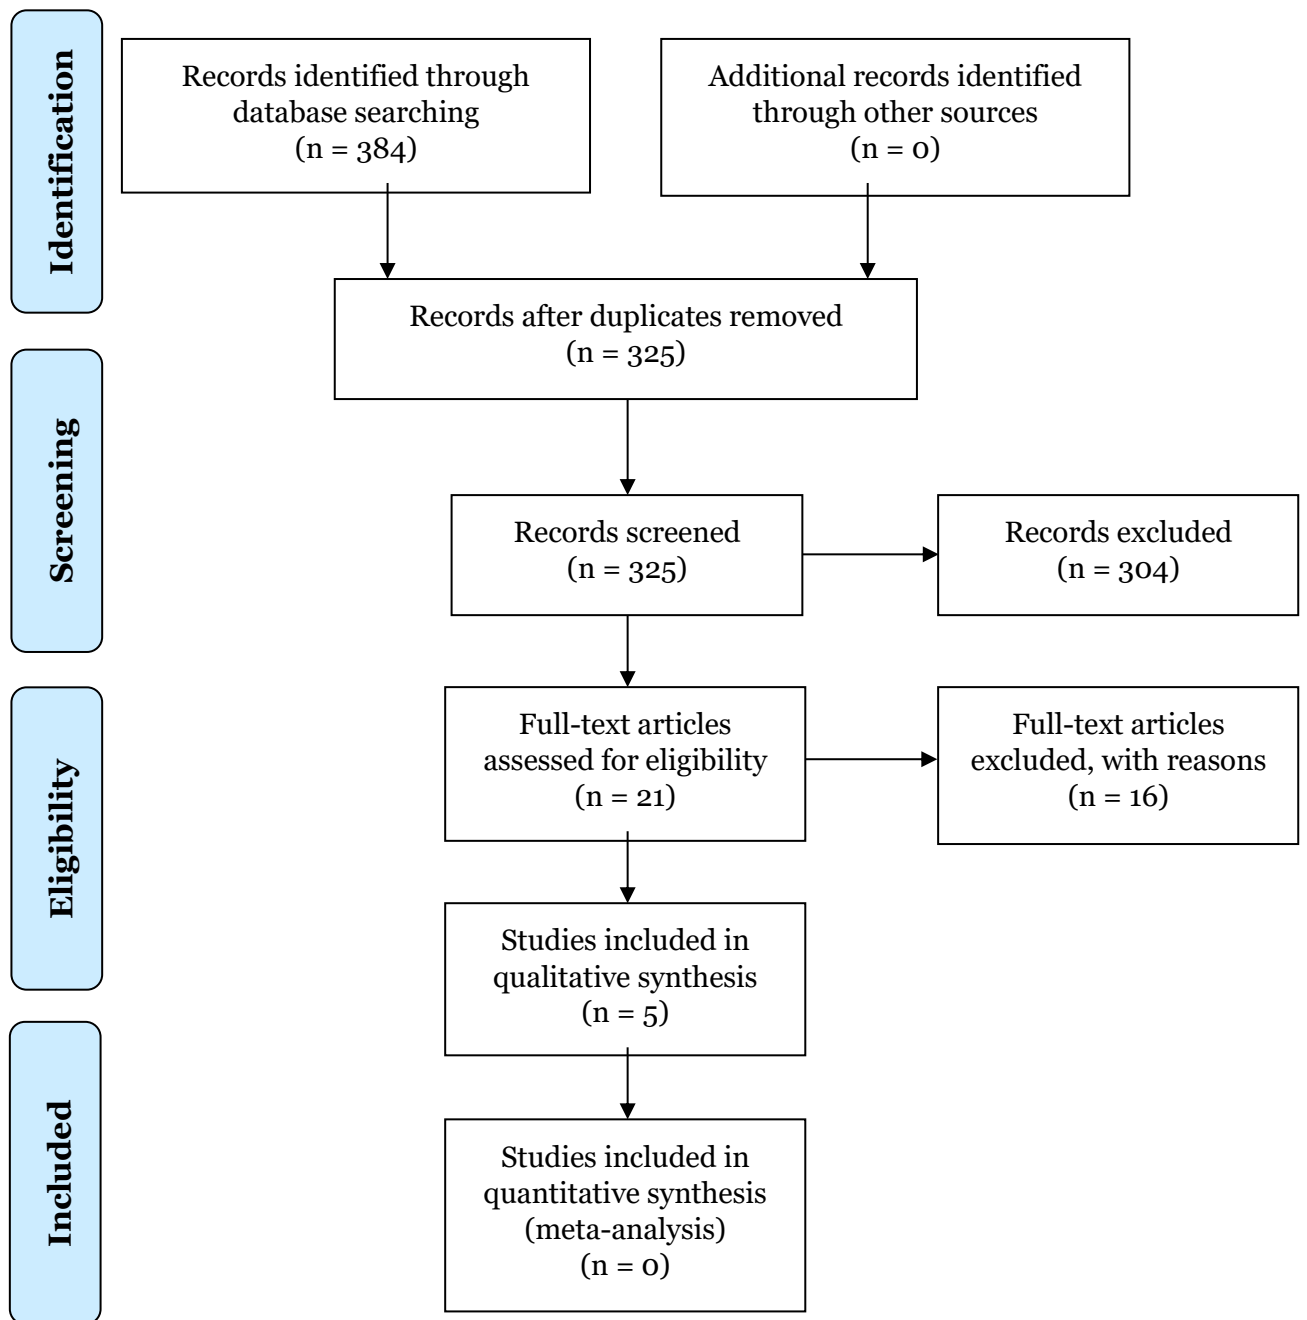 Identification
Records identified through
database searching
(n = 384)
Additional records identified
through other sources
(n = 0)
Records after duplicates removed
(n = 325)
Screening
Records screened
(n = 325)
Records excluded
(n = 304)
Eligibility
Full-text articles
assessed for eligibility
(n = 21)
Full-text articles
excluded, with reasons
(n = 16)
Studies included in
qualitative synthesis
(n = 5)
Included
Studies included in
quantitative synthesis
(meta-analysis)
(n = 0)